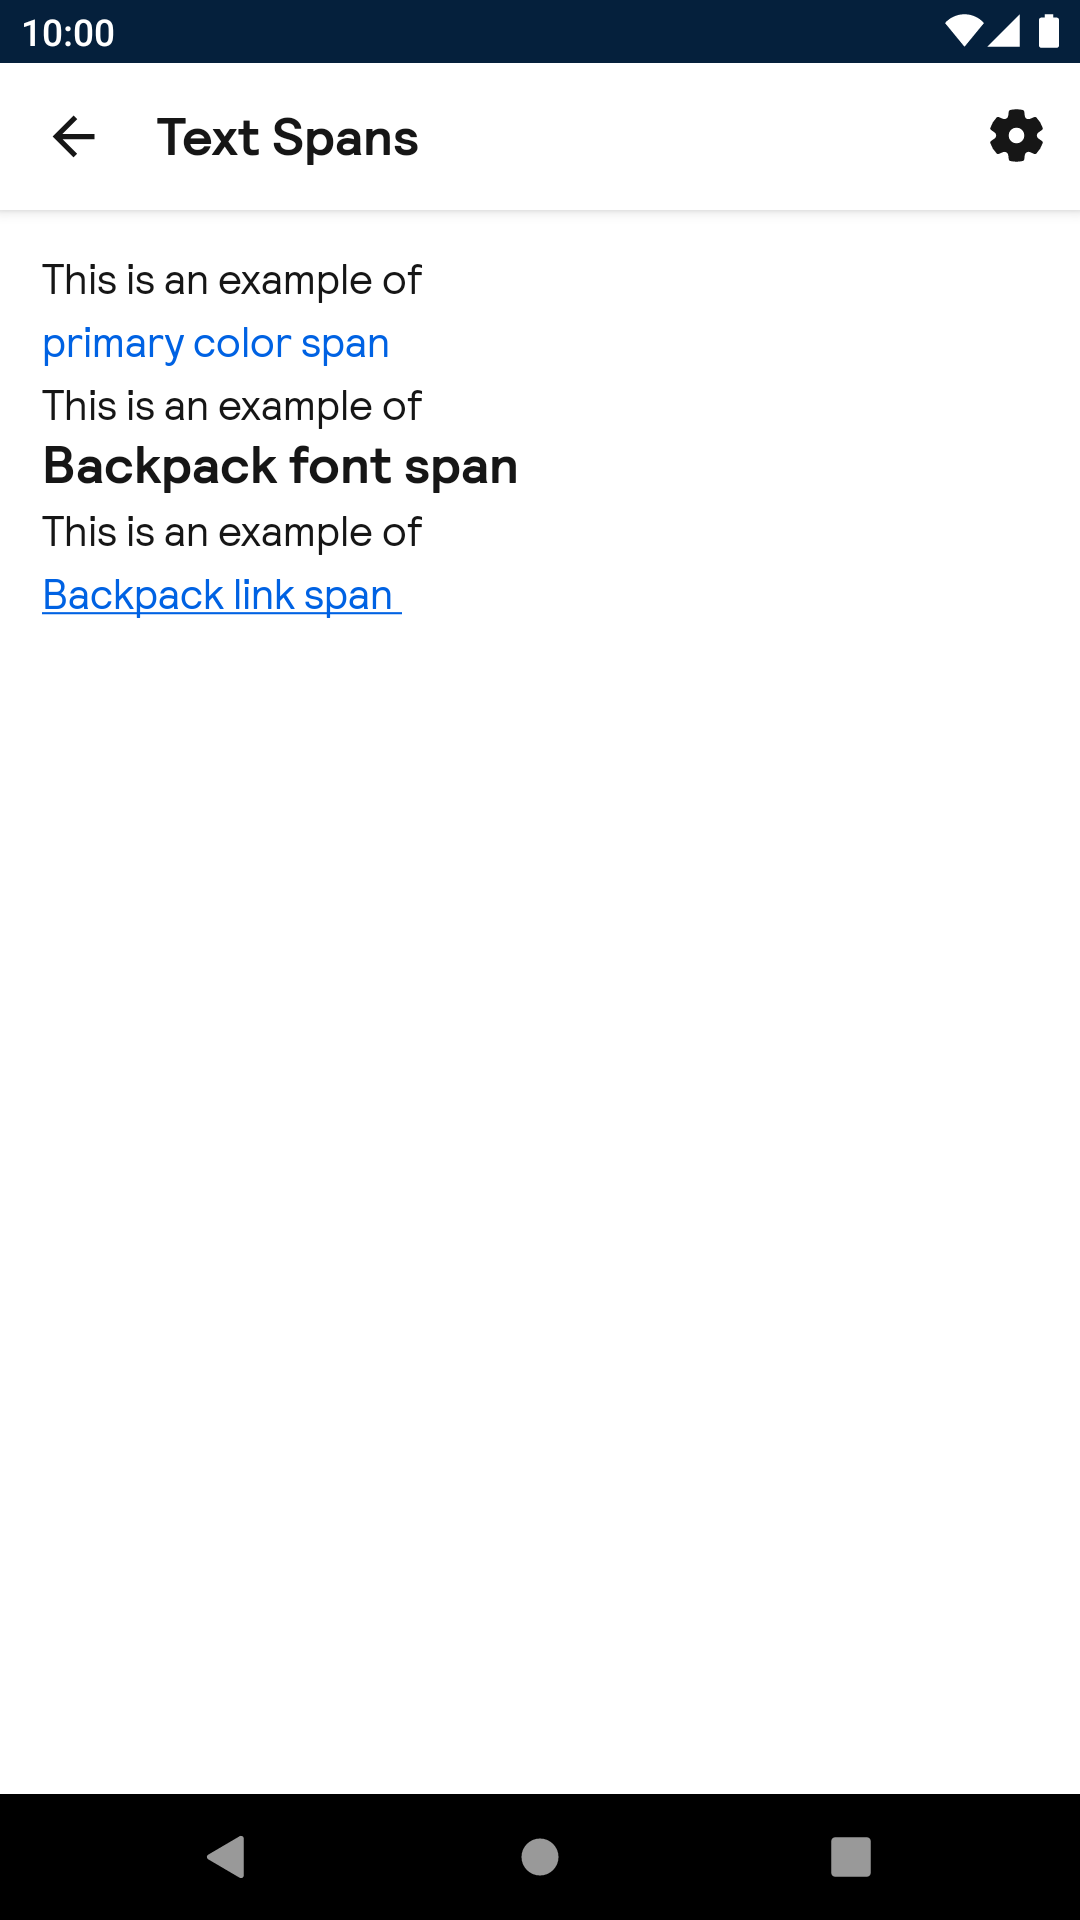 10:00
Text Spans
This is an example of
primary color span
This is an example of
Backpack font span
This is an example of
Backpack link span